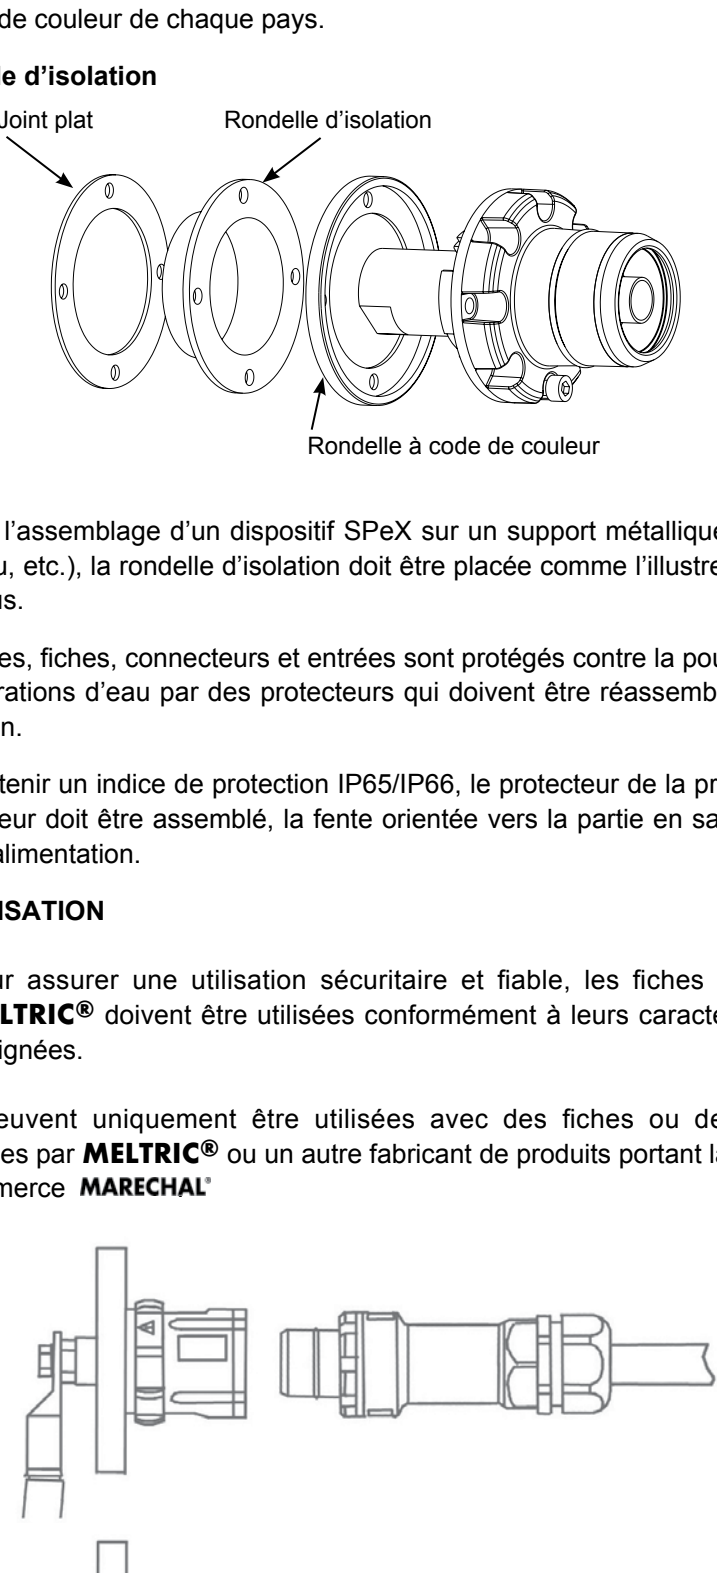 de couleur de chaque pays.
le d’isolation
Joint plat
Rondelle d’isolation
Rondelle à code de couleur
l’assemblage d’un dispositif SPeX sur un support métallique
u, etc.), la rondelle d’isolation doit être placée comme l’illustre
us.
es, fiches, connecteurs et entrées sont protégés contre la pou
rations d’eau par des protecteurs qui doivent être réassemb
n.
tenir un indice de protection IP65/IP66, le protecteur de la pr
eur doit être assemblé, la fente orientée vers la partie en sa
alimentation.
ISATION
ur assurer une utilisation sécuritaire et fiable, les fiches
LTRIC® doivent être utilisées conformément à leurs caracté
ignées.
euvent uniquement être utilisées avec des fiches ou de
es par MELTRIC® ou un autre fabricant de produits portant la
merce MARECHAL®